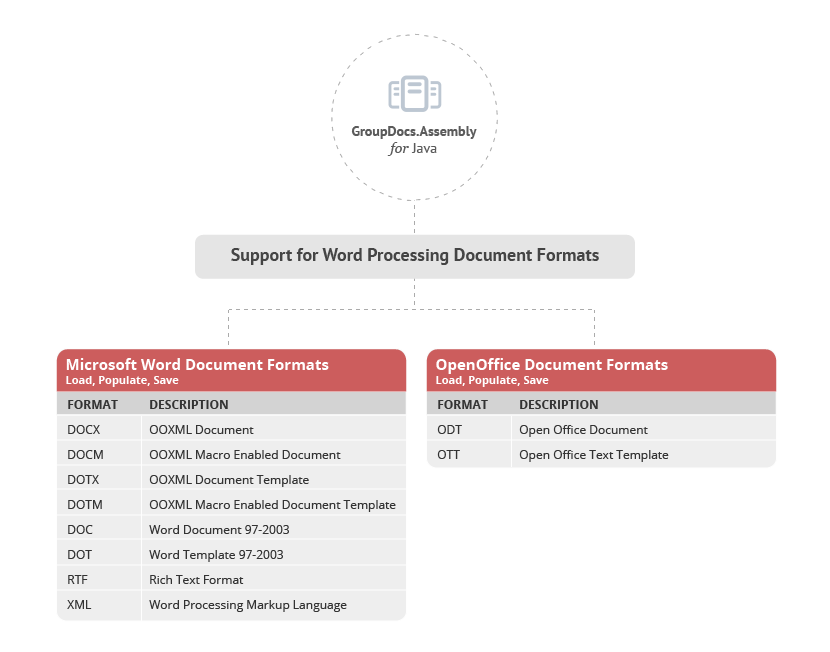 GroupDocs.Assembly
for Java
Support for Word Processing Document Formats
Microsoft Word Document Formats
Load, Populate, Save
FORMAT DESCRIPTION
DOCX OOXML Document
DOCM OOXML Macro Enabled Document
DOTX OOXML Document Template
DOTM OOXML Macro Enabled Document Template
DOC Word Document 97-2003
DOT Word Template 97-2003
RTF Rich Text Format
XML Word Processing Markup Language
OpenOffice Document Formats
Load, Populate, Save
FORMAT DESCRIPTION
ODT Open Office Document
OTT Open Office Text Template